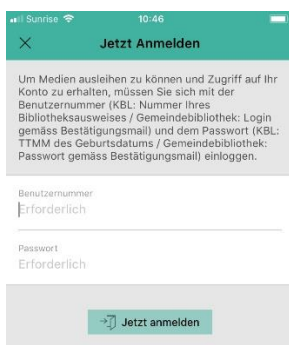 Sunrise 10:46
Jetzt Anmelden
Um Medien ausleihen zu können und Zugriff auf Ihr
Konto zu erhalten, müssen Sie sich mit der
Benutzernummer (KBL: Nummer Ihres
Bibliotheksausweises / Gemeindebibliothek: Login
gemäss Bestätigungsmail) und dem Passwort (KBL:
TTMM des Geburtsdatums / Gemeindebibliothek:
Passwort gemäss Bestätigungsmail) einloggen.
Benutzernummer
Erforderlich
Passwort
Erforderlich
Jetzt anmelden